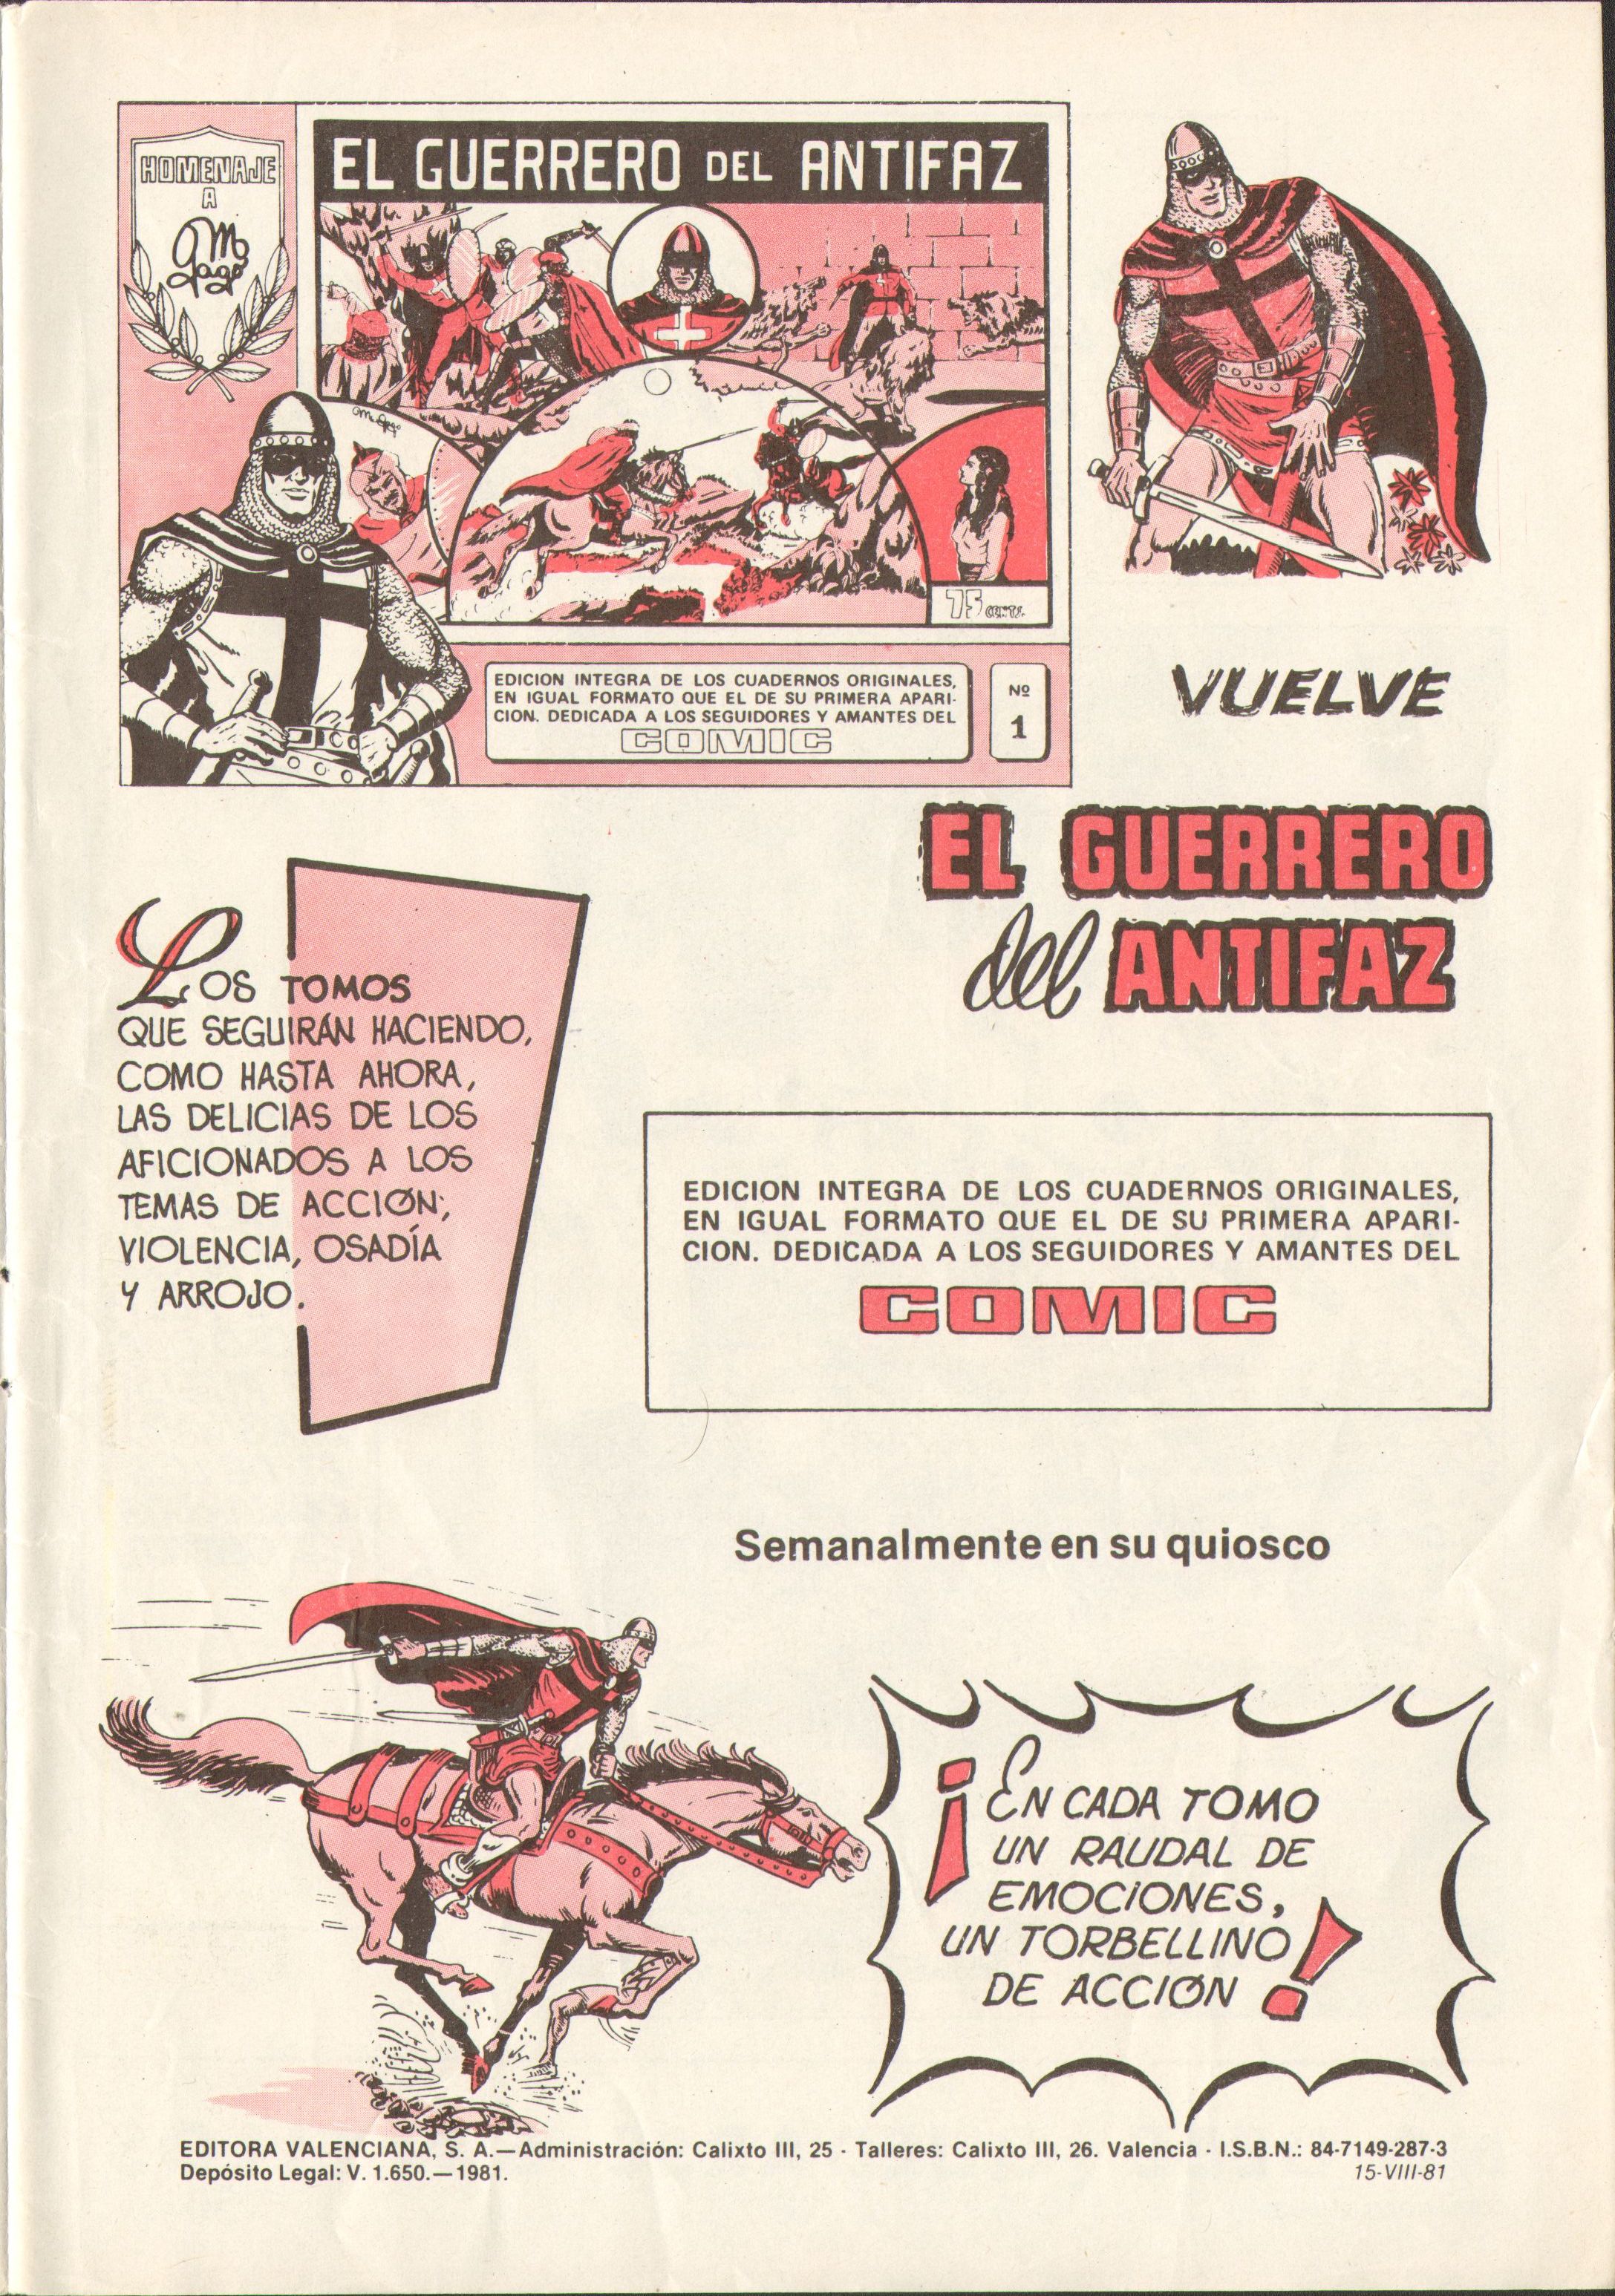 HOMENAJE
A
M Gago
EL GUERRERO DEL ANTIFAZ
M. Gago
75 CENTS.
EDICION INTEGRA DE LOS CUADERNOS ORIGINALES,
EN IGUAL FORMATO QUE EL DE SU PRIMERA APARI-
CION. DEDICADA A LOS SEGUIDORES Y AMANTES DEL
COMIC
Nº
1
VUELVE
EL GUERRERO
del ANTIFAZ
LOS TOMOS
QUE SEGUIRÁN HACIENDO,
COMO HASTA AHORA,
LAS DELICIAS DE LOS
AFICIONADOS A LOS
TEMAS DE ACCIÓN;
VIOLENCIA, OSADÍA
Y ARROJO.
EDICION INTEGRA DE LOS CUADERNOS ORIGINALES,
EN IGUAL FORMATO QUE EL DE SU PRIMERA APARI-
CION. DEDICADA A LOS SEGUIDORES Y AMANTES DEL
COMIC
Semanalmente en su quiosco
¡EN CADA TOMO
UN RAUDAL DE
EMOCIONES,
UN TORBELLINO
DE ACCIÓN!
EDITORA VALENCIANA, S. A.—Administración: Calixto III, 25 - Talleres: Calixto III, 26. Valencia - I.S.B.N.: 84-7149-287-3
Depósito Legal: V. 1.650.—1981.
15-VIII-81